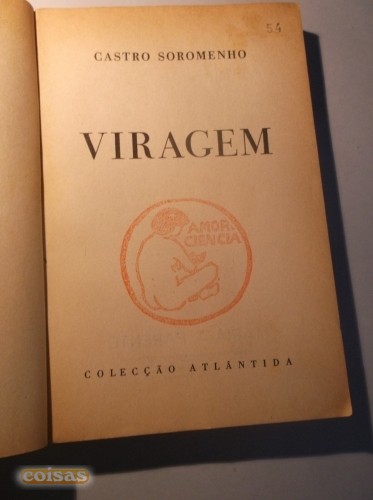 54
CASTRO SOROMENHO
VIRAGEM
AMOR.
CIENCIA
COLECÇÃO ATLÂNTIDA
coisas